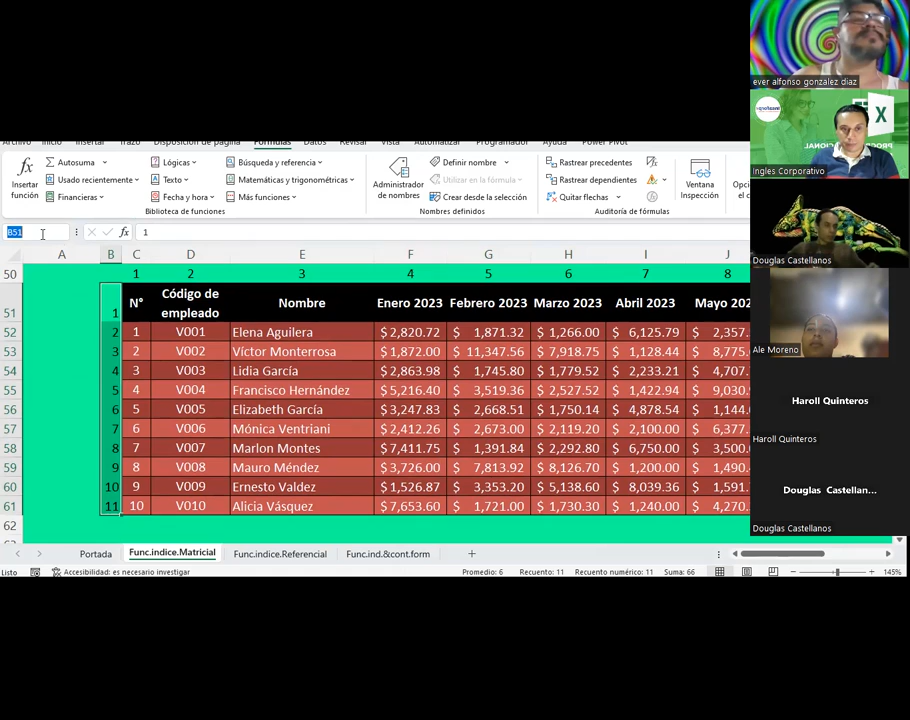 Archivo Inicio Insertar Trazo Disposición de página Fórmulas Datos Revisar Vista Automatizar Programador Ayuda Power Pivot
fx Insertar función
Autosuma
Usado recientemente
Financieras
Lógicas
Texto
Fecha y hora
Búsqueda y referencia
Matemáticas y trigonométricas
Más funciones
Biblioteca de funciones
Administrador de nombres
Definir nombre
Utilizar en la fórmula
Crear desde la selección
Nombres definidos
Rastrear precedentes
Rastrear dependientes
Quitar flechas
Auditoría de fórmulas
Ventana Inspección
B51 fx 1
A B C D E F G H I J
50 1 2 3 4 5 6 7 8
51 1 N° Código de empleado Nombre Enero 2023 Febrero 2023 Marzo 2023 Abril 2023 Mayo 202
52 2 1 V001 Elena Aguilera $ 2,820.72 $ 1,871.32 $ 1,266.00 $ 6,125.79 $ 2,357.
53 3 2 V002 Víctor Monterrosa $ 1,872.00 $ 11,347.56 $ 7,918.75 $ 1,128.44 $ 8,775.
54 4 3 V003 Lidia García $ 2,863.98 $ 1,745.80 $ 1,779.52 $ 2,233.21 $ 4,707.
55 5 4 V004 Francisco Hernández $ 5,216.40 $ 3,519.36 $ 2,527.52 $ 1,422.94 $ 9,030.
56 6 5 V005 Elizabeth García $ 3,247.83 $ 2,668.51 $ 1,750.14 $ 4,878.54 $ 1,144.
57 7 6 V006 Mónica Ventriani $ 2,412.26 $ 2,673.00 $ 2,119.20 $ 2,100.00 $ 6,377.
58 8 7 V007 Marlon Montes $ 7,411.75 $ 1,391.84 $ 2,292.80 $ 6,750.00 $ 3,500.
59 9 8 V008 Mauro Méndez $ 3,726.00 $ 7,813.92 $ 8,126.70 $ 1,200.00 $ 1,490.
60 10 9 V009 Ernesto Valdez $ 1,526.87 $ 3,353.20 $ 5,138.60 $ 8,039.36 $ 1,591.
61 11 10 V010 Alicia Vásquez $ 7,653.60 $ 1,721.00 $ 1,730.30 $ 1,240.00 $ 4,270.
62
Portada Func.indice.Matricial Func.indice.Referencial Func.ind.&cont.form +
Listo Accesibilidad: es necesario investigar Promedio: 6 Recuento: 11 Recuento numérico: 11 Suma: 66 145%
ever alfonso gonzalez diaz
X
Ingles Corporativo
Douglas Castellanos
Ale Moreno
Haroll Quinteros
Haroll Quinteros
Douglas Castellan...
Douglas Castellanos